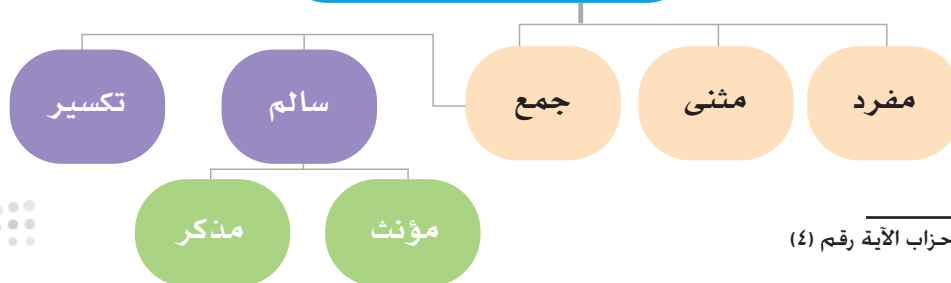 مفرد
مثنى
جمع
سالم
تكسير
مؤنث
مذكر
حزاب الآية رقم (٤)